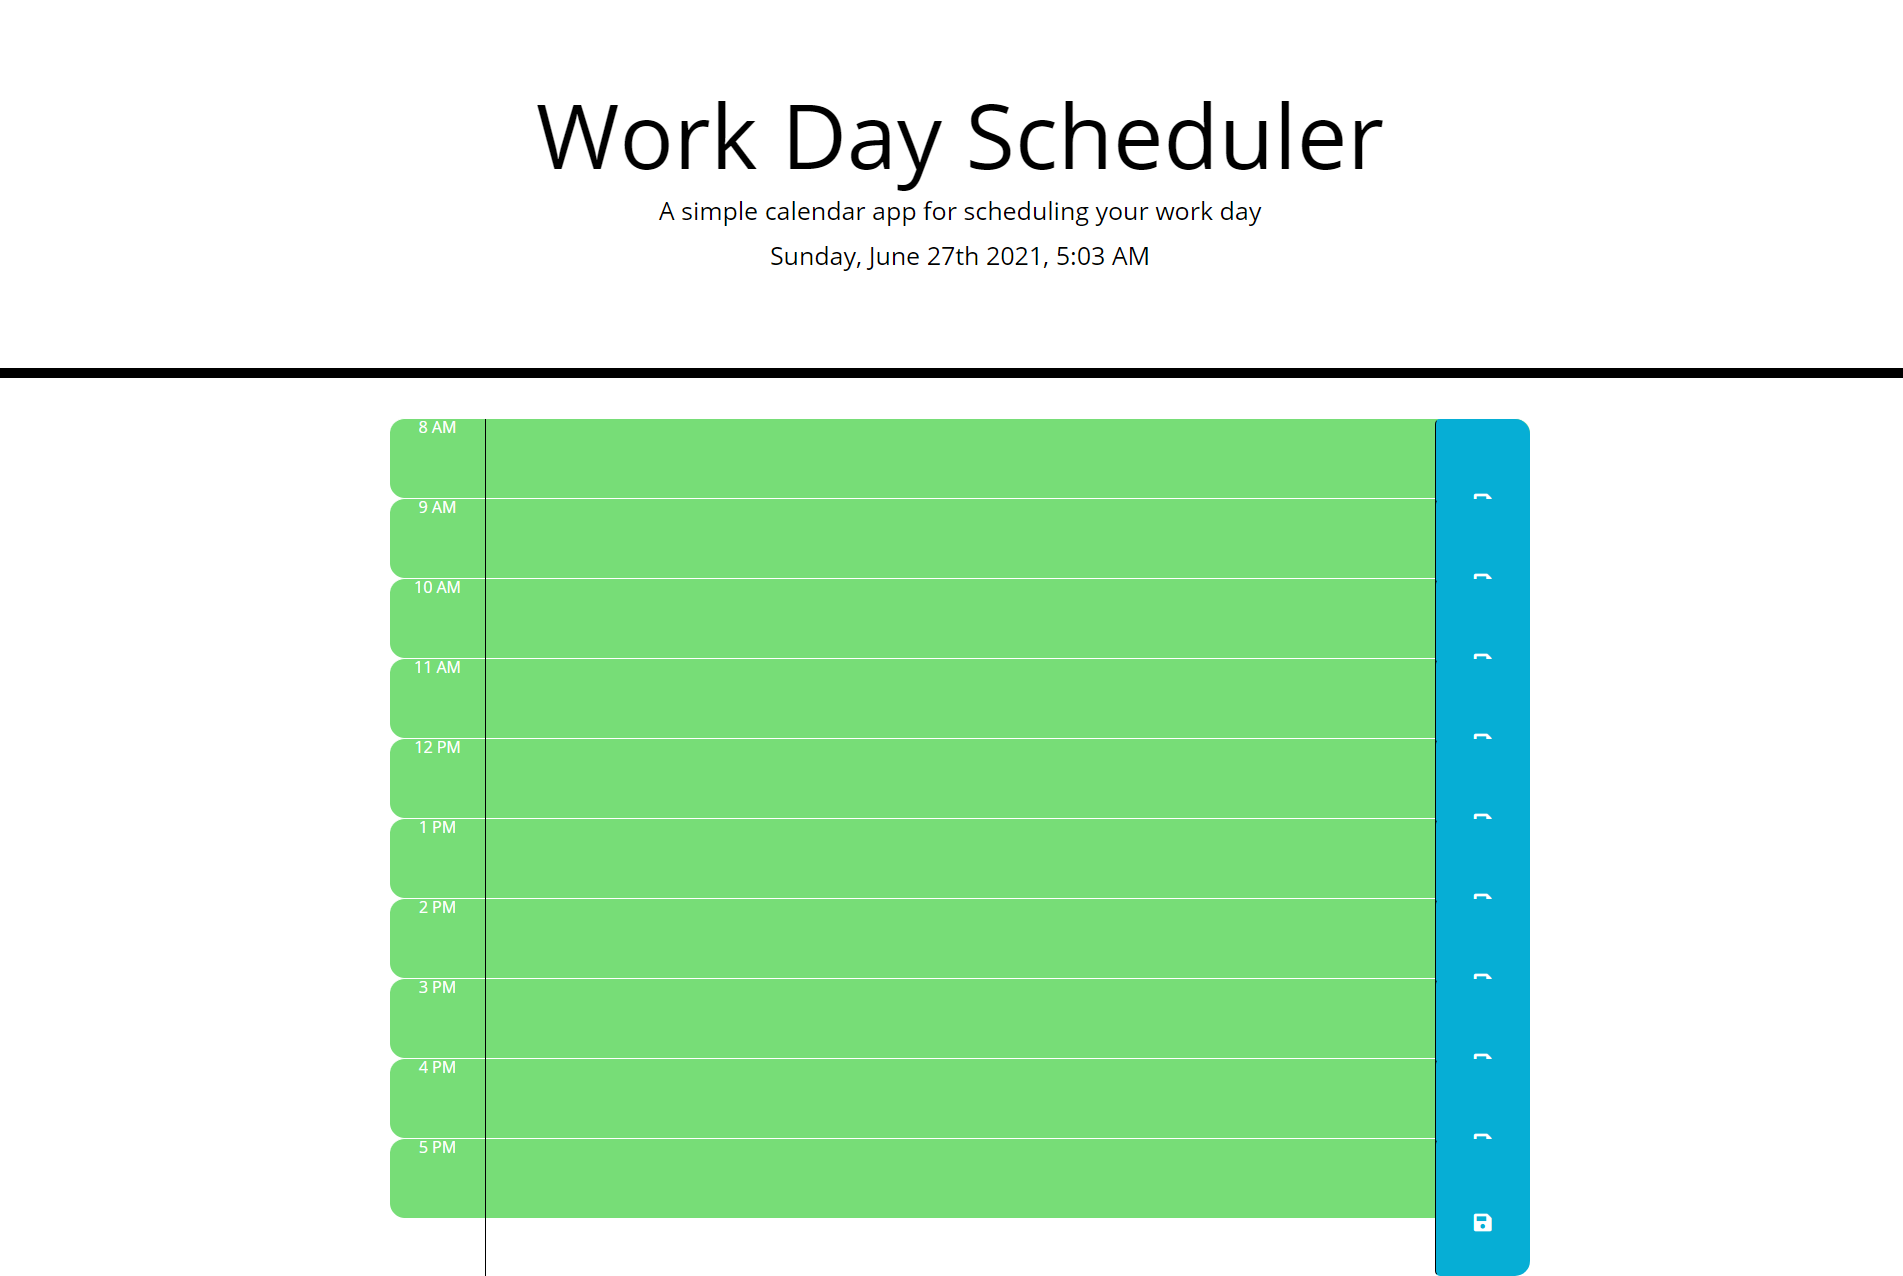 Work Day Scheduler
A simple calendar app for scheduling your work day
Sunday, June 27th 2021, 5:03 AM
8 AM
9 AM
10 AM
11 AM
12 PM
1 PM
2 PM
3 PM
4 PM
5 PM